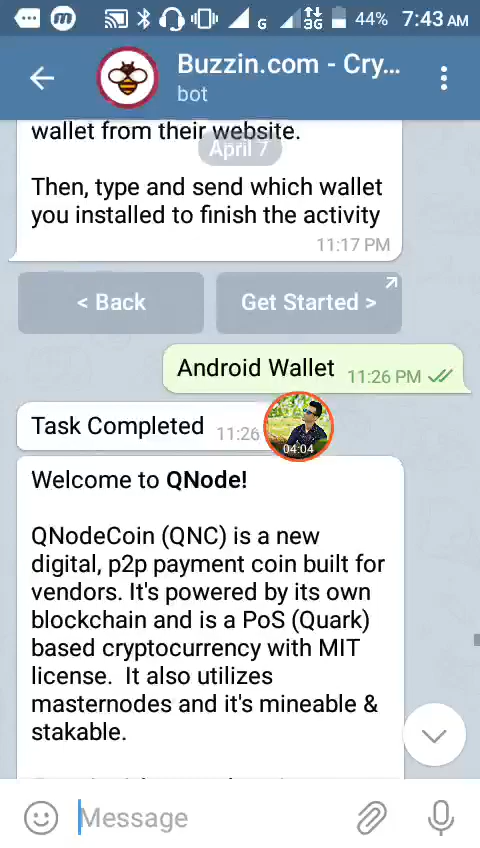 G
3G
44%
7:43 AM
Buzzin.com - Cry...
bot
wallet from their website.
April 7
Then, type and send which wallet
you installed to finish the activity
11:17 PM
< Back
Get Started >
Android Wallet
11:26 PM
Task Completed
11:26
04:04
Welcome to QNode!
QNodeCoin (QNC) is a new
digital, p2p payment coin built for
vendors. It's powered by its own
blockchain and is a PoS (Quark)
based cryptocurrency with MIT
license. It also utilizes
masternodes and it's mineable &
stakable.
Message